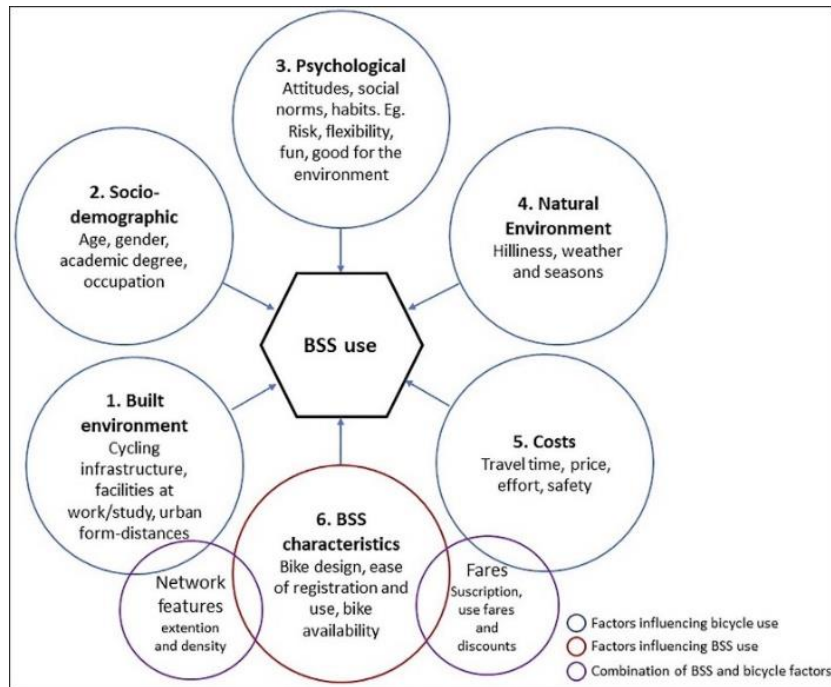 3. Psychological
Attitudes, social
norms, habits. Eg.
Risk, flexibility,
fun, good for the
environment
2. Socio-
demographic
Age, gender,
academic degree,
occupation
4. Natural
Environment
Hilliness, weather
and seasons
BSS use
1. Built
environment
Cycling
infrastructure,
facilities at
work/study, urban
form-distances
5. Costs
Travel time, price,
effort, safety
6. BSS
characteristics
Bike design, ease
of registration and
use, bike
availability
Network
features
extention
and density
Fares
Suscription,
use fares
and
discounts
Factors influencing bicycle use
Factors influencing BSS use
Combination of BSS and bicycle factors